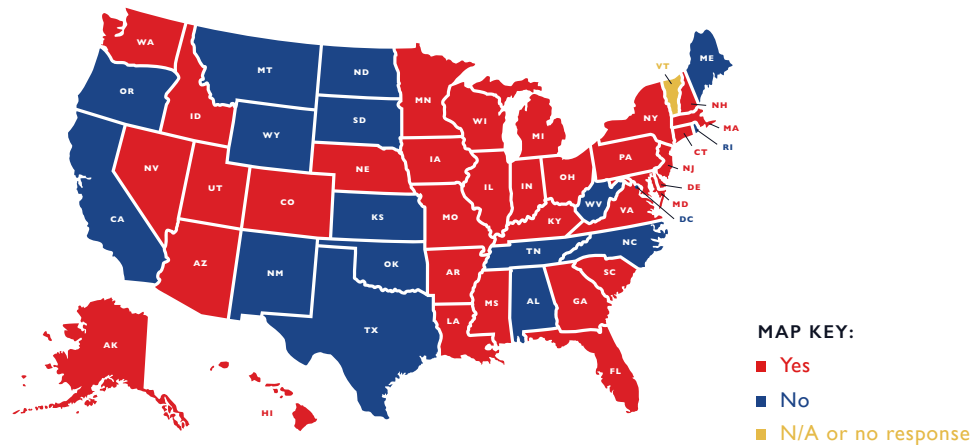 WA
MT
ND
ME
VT
OR
MN
ID
SD
WI
NH
NY
WY
MI
MA
RI
CT
IA
PA
NE
NV
NJ
OH
UT
IL
IN
DE
CO
MD
WV
VA
KS
MO
KY
DC
CA
NC
TN
AZ
OK
NM
AR
SC
MS
AL
GA
LA
TX
AK
FL
HI
MAP KEY:
Yes
No
N/A or no response